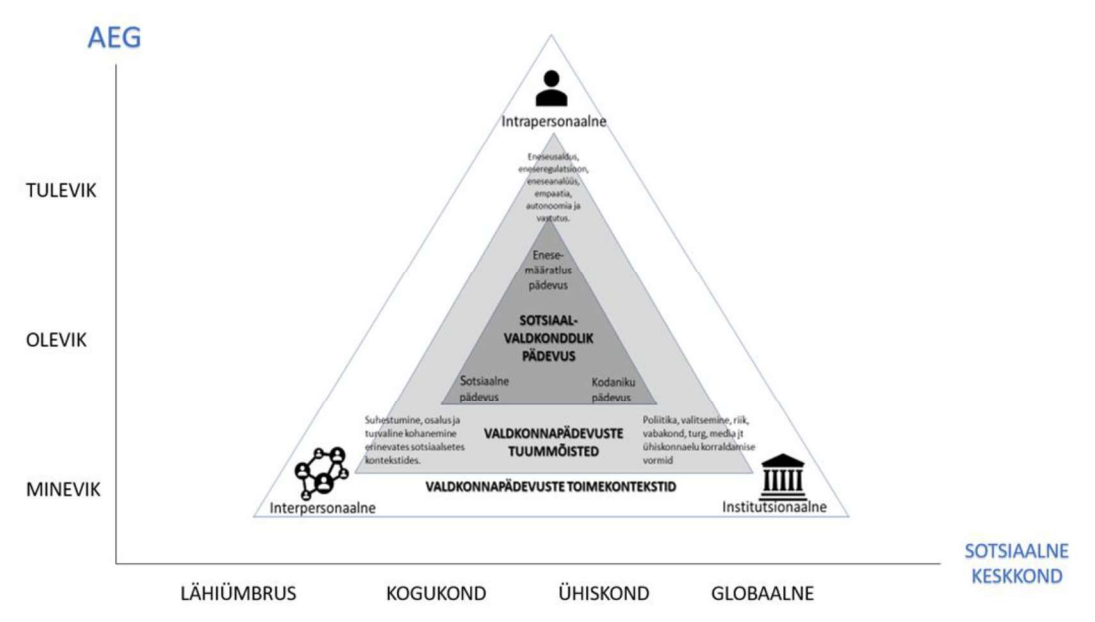 AEG
Intrapersonaalne
Eneseusaldus,
eneseregulatsioon,
eneseanalüüs,
empaatia,
autonoomia ja
vastutus.
TULEVIK
Enese-
määratlus
pädevus
SOTSIAAL-
VALDKONDDLIK
PÄDEVUS
OLEVIK
Sotsiaalne
pädevus
Kodaniku
pädevus
Suhestumine, osalus ja
turvaline kohanemine
erinevates sotsiaalsetes
kontekstides.
VALDKONNAPÄDEVUSTE
TUUMMÕISTED
Poliitika, valitsemine, riik,
vabakond, turg, media jt
ühiskonnaelu korraldamise
vormid
MINEVIK
VALDKONNAPÄDEVUSTE TOIMEKONTEKSTID
Interpersonaalne
Institutsionaalne
SOTSIAALNE
KESKKOND
LÄHIÜMBRUS
KOGUKOND
ÜHISKOND
GLOBAALNE